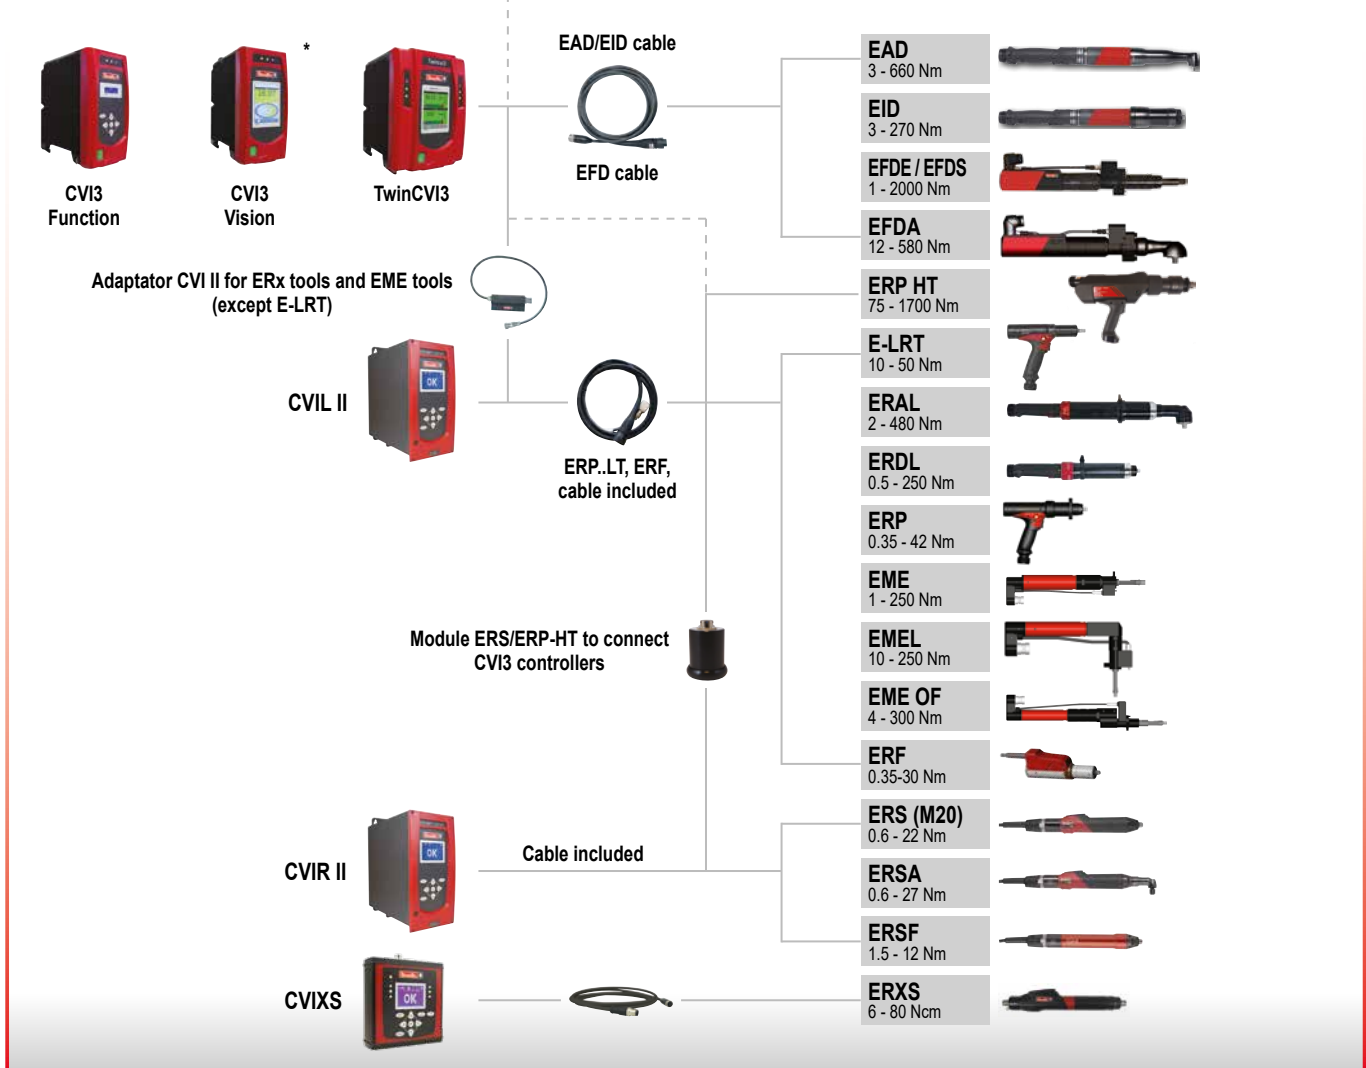 *
CVI3
Function
CVI3
Vision
TwinCVI3
EAD/EID cable
EFD cable
Adaptator CVI II for ERx tools and EME tools
(except E-LRT)
CVIL II
OK
ERP..LT, ERF,
cable included
Module ERS/ERP-HT to connect
CVI3 controllers
CVIR II
OK
Cable included
CVIXS
OK
EAD
3 - 660 Nm
EID
3 - 270 Nm
EFDE / EFDS
1 - 2000 Nm
EFDA
12 - 580 Nm
ERP HT
75 - 1700 Nm
E-LRT
10 - 50 Nm
ERAL
2 - 480 Nm
ERDL
0.5 - 250 Nm
ERP
0.35 - 42 Nm
EME
1 - 250 Nm
EMEL
10 - 250 Nm
EME OF
4 - 300 Nm
ERF
0.35-30 Nm
ERS (M20)
0.6 - 22 Nm
ERSA
0.6 - 27 Nm
ERSF
1.5 - 12 Nm
ERXS
6 - 80 Ncm